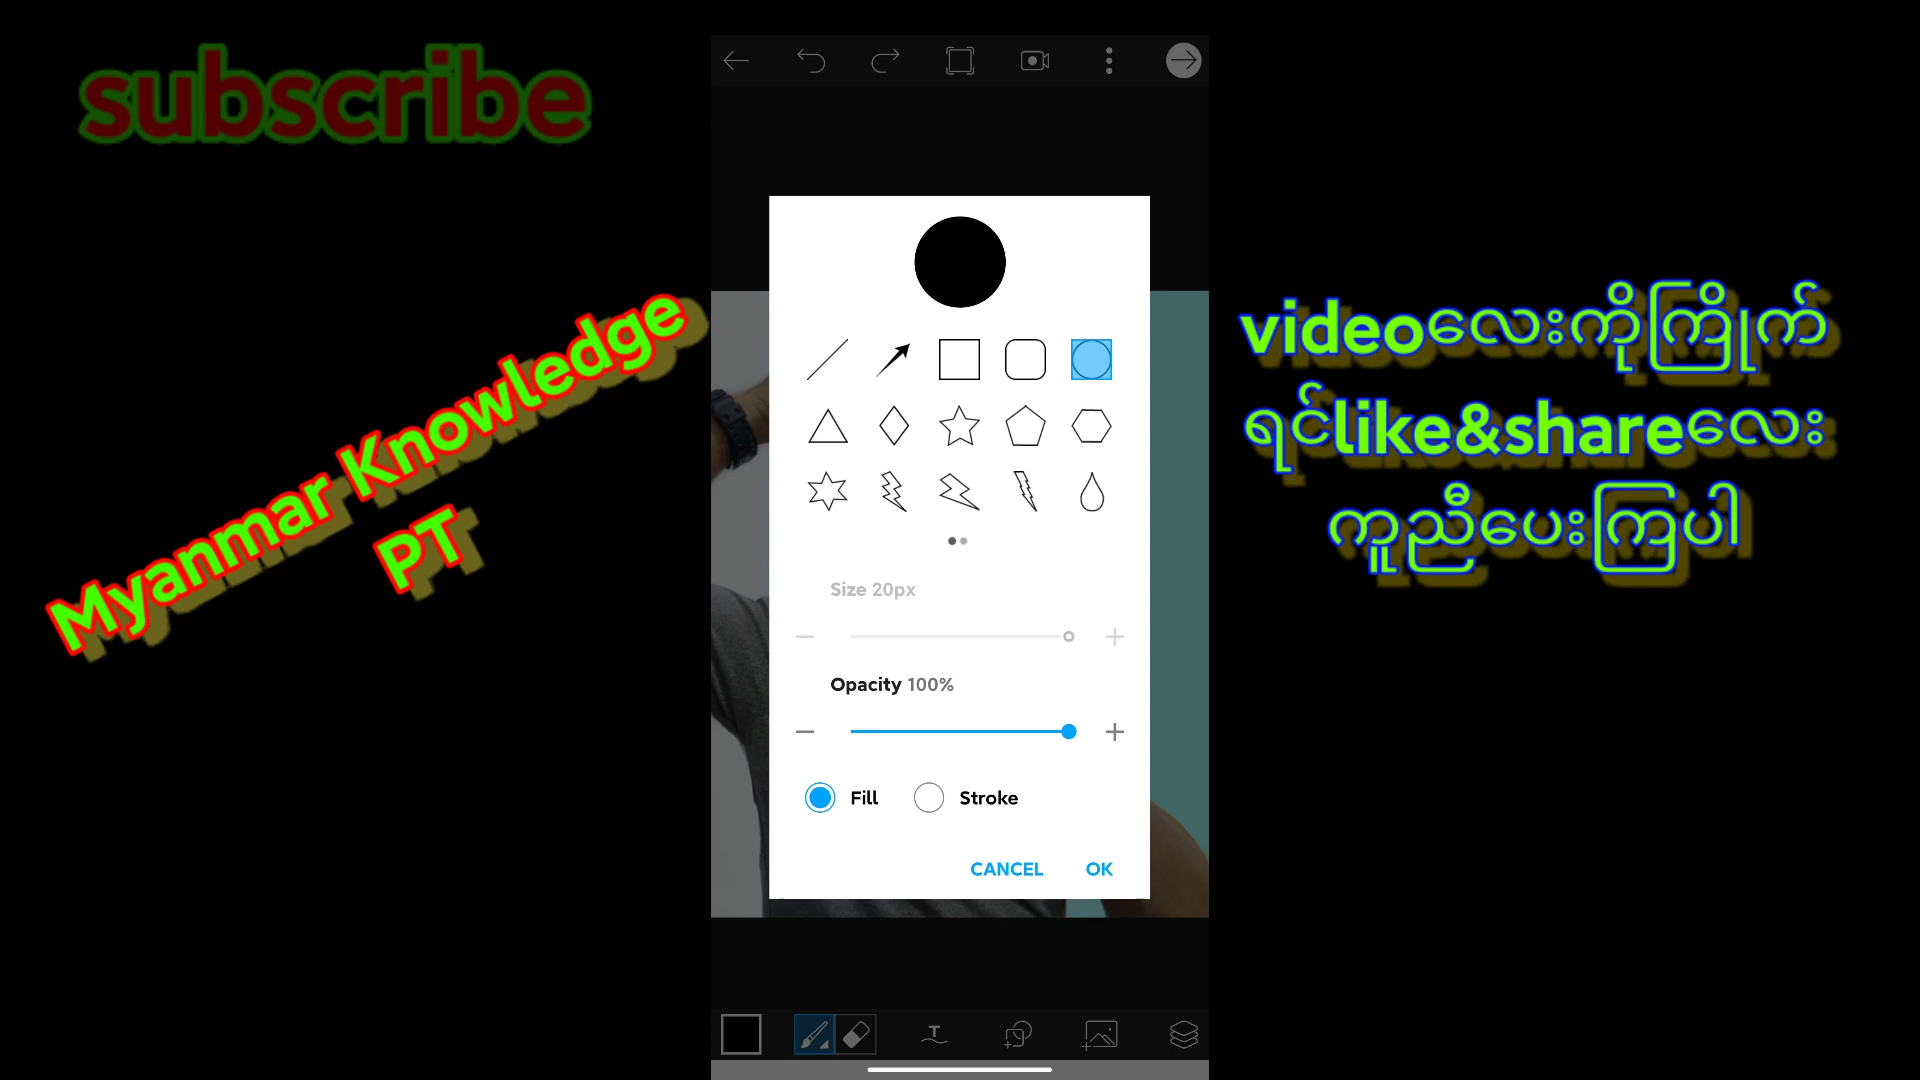 subscribe
Myanmar Knowledge
PT
Size 20px
Opacity 100%
Fill
Stroke
CANCEL
OK
T
videoလေးကိုကြိုက်
ရင်like&shareလေး
ကူညီပေးကြပါ